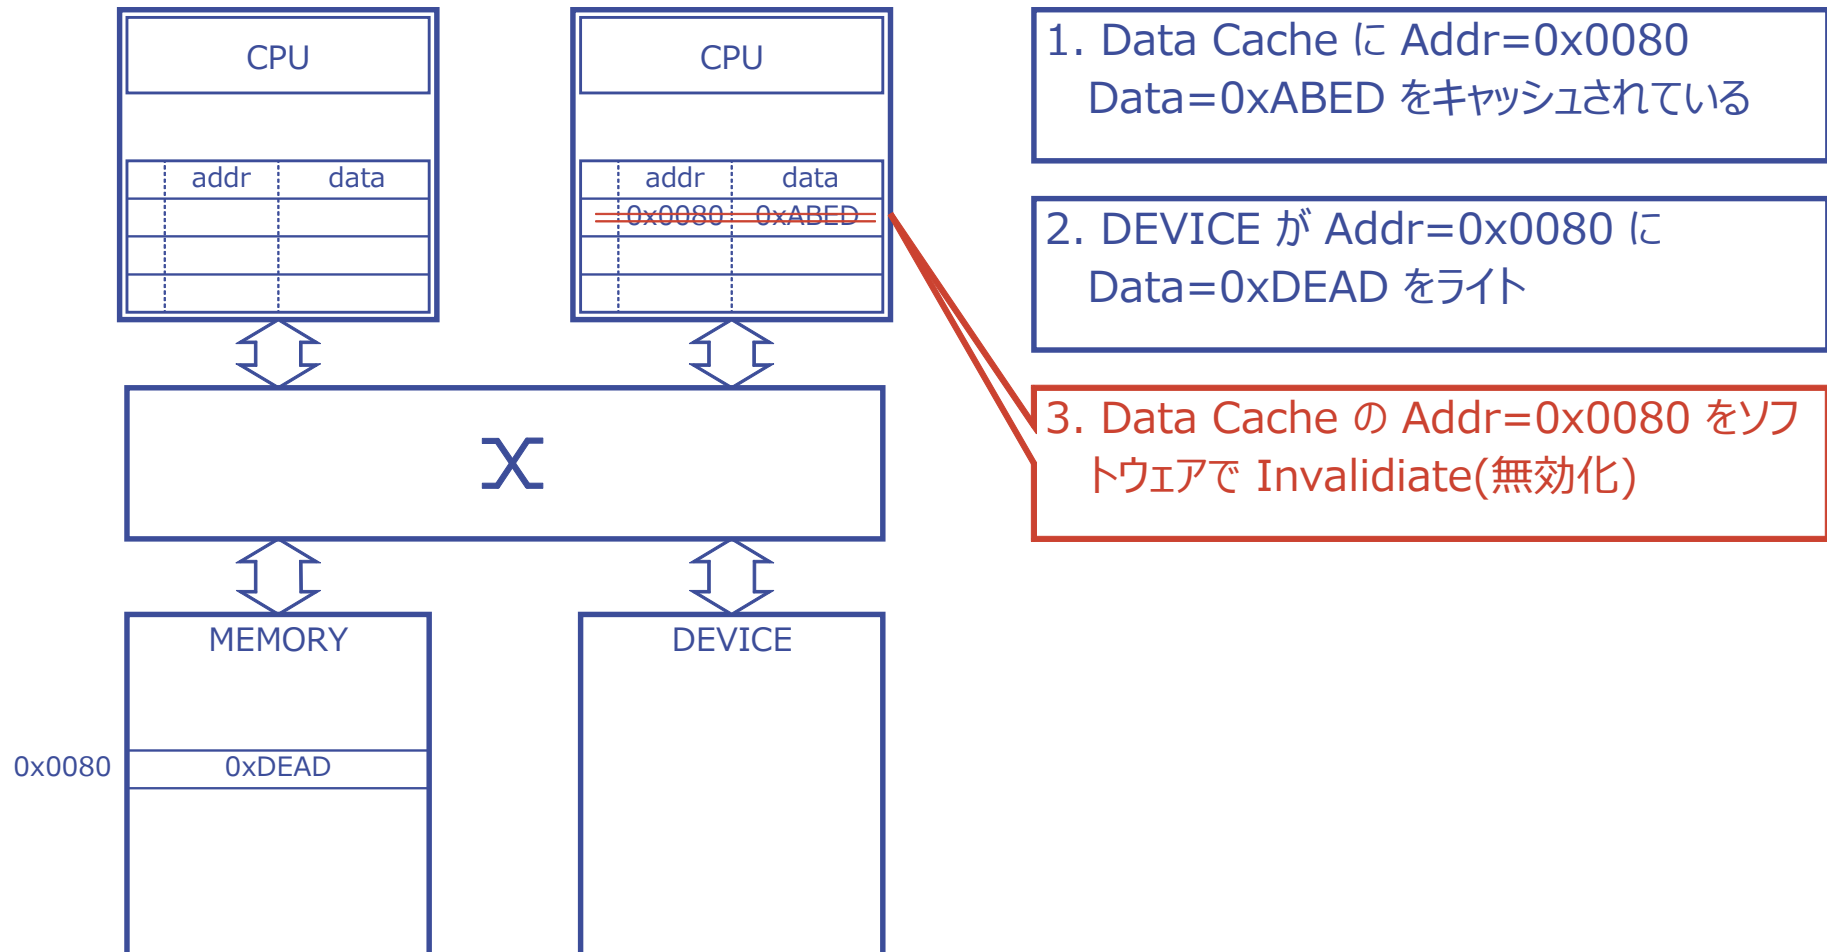 CPU
addr data
CPU
addr data
0x0080 0xABED
MEMORY
0x0080 0xDEAD
DEVICE
1. Data Cache に Addr=0x0080
Data=0xABED をキャッシュされている
2. DEVICE が Addr=0x0080 に
Data=0xDEAD をライト
3. Data Cache の Addr=0x0080 をソフ
トウェアで Invalidiate(無効化)